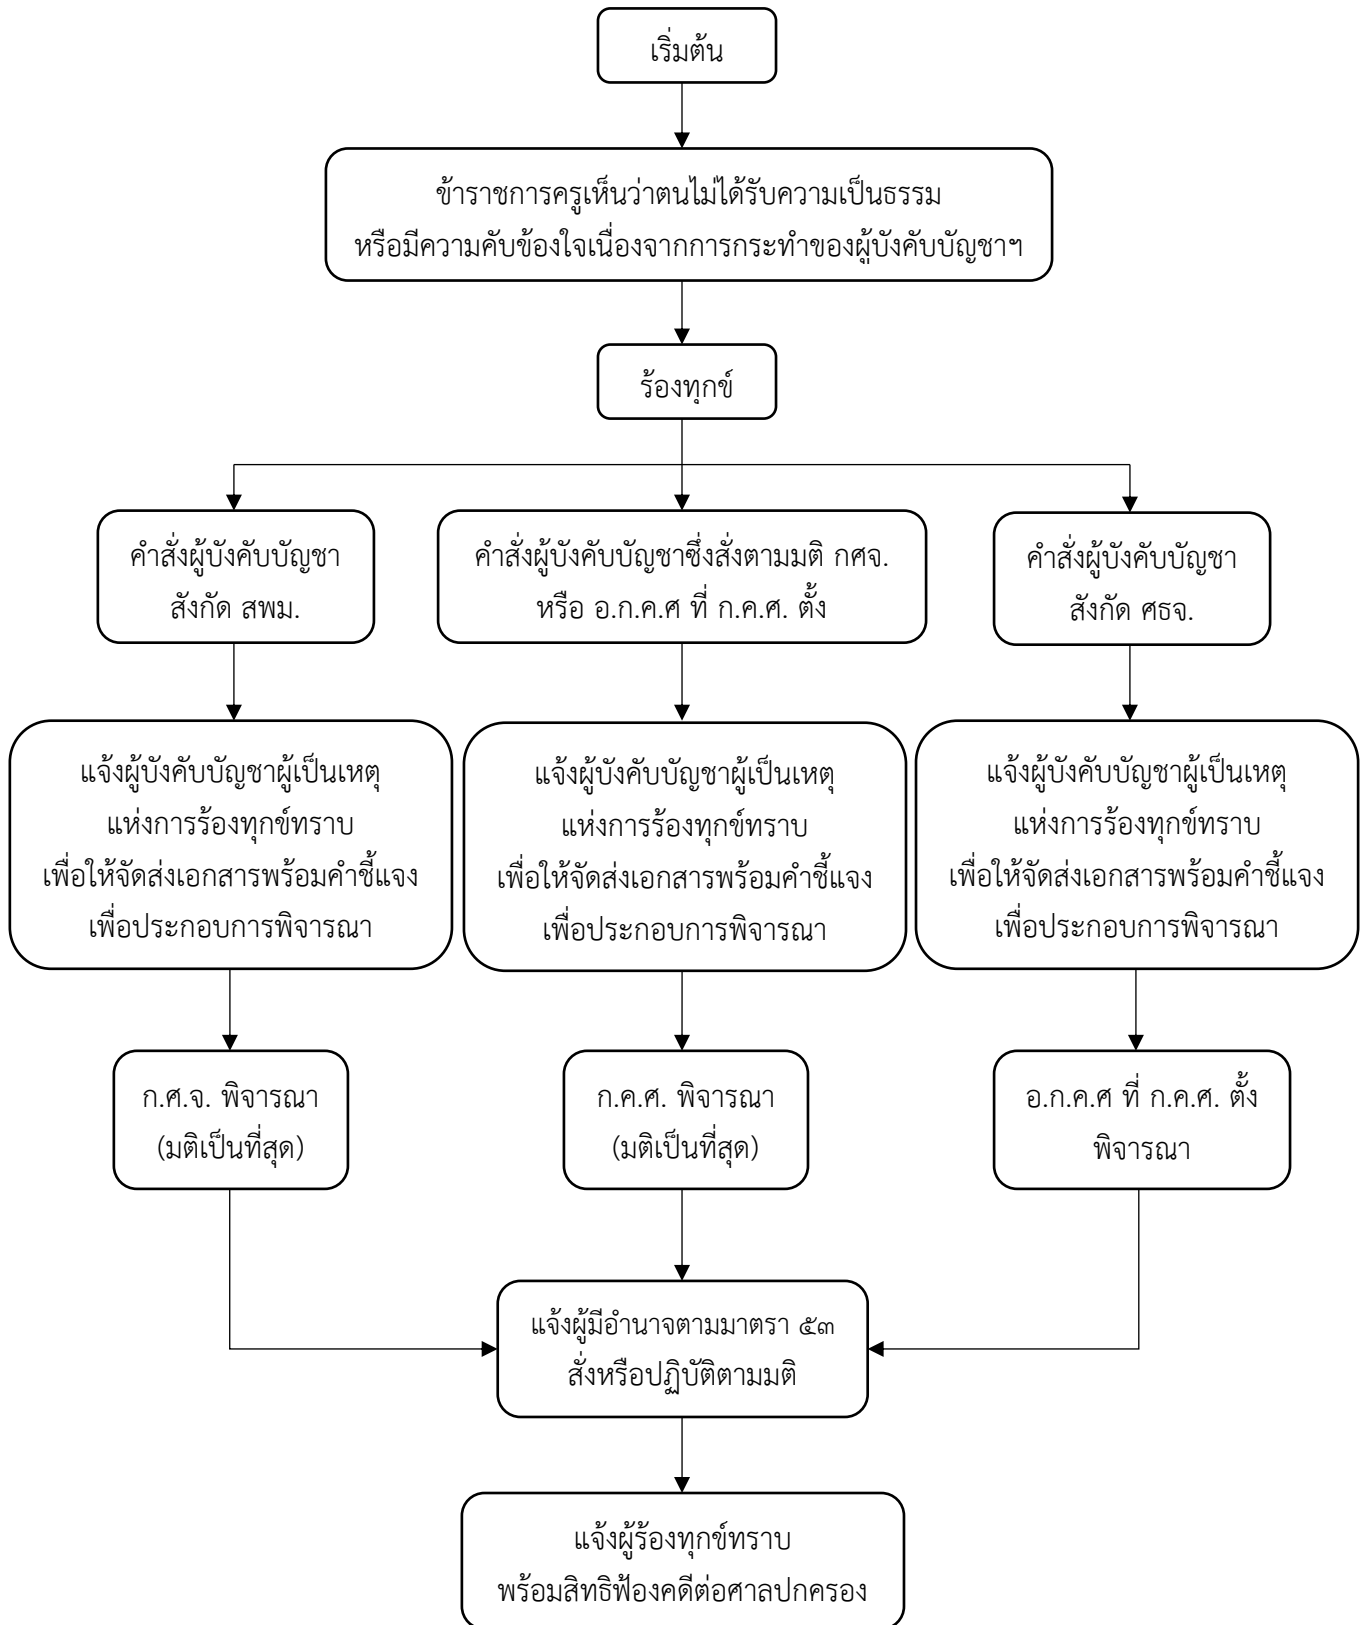 เริ่มต้น
ข้าราชการครูเห็นว่าตนไม่ได้รับความเป็นธรรม
หรือมีความคับข้องใจเนื่องจากการกระทำของผู้บังคับบัญชาฯ
ร้องทุกข์
คำสั่งผู้บังคับบัญชา
สังกัด สพม.
คำสั่งผู้บังคับบัญชาซึ่งสั่งตามมติ กศจ.
หรือ อ.ก.ค.ศ ที่ ก.ค.ศ. ตั้ง
คำสั่งผู้บังคับบัญชา
สังกัด ศธจ.
แจ้งผู้บังคับบัญชาผู้เป็นเหตุ
แห่งการร้องทุกข์ทราบ
เพื่อให้จัดส่งเอกสารพร้อมคำชี้แจง
เพื่อประกอบการพิจารณา
แจ้งผู้บังคับบัญชาผู้เป็นเหตุ
แห่งการร้องทุกข์ทราบ
เพื่อให้จัดส่งเอกสารพร้อมคำชี้แจง
เพื่อประกอบการพิจารณา
แจ้งผู้บังคับบัญชาผู้เป็นเหตุ
แห่งการร้องทุกข์ทราบ
เพื่อให้จัดส่งเอกสารพร้อมคำชี้แจง
เพื่อประกอบการพิจารณา
ก.ศ.จ. พิจารณา
(มติเป็นที่สุด)
ก.ค.ศ. พิจารณา
(มติเป็นที่สุด)
อ.ก.ค.ศ ที่ ก.ค.ศ. ตั้ง
พิจารณา
แจ้งผู้มีอำนาจตามมาตรา ๕๓
สั่งหรือปฏิบัติตามมติ
แจ้งผู้ร้องทุกข์ทราบ
พร้อมสิทธิฟ้องคดีต่อศาลปกครอง